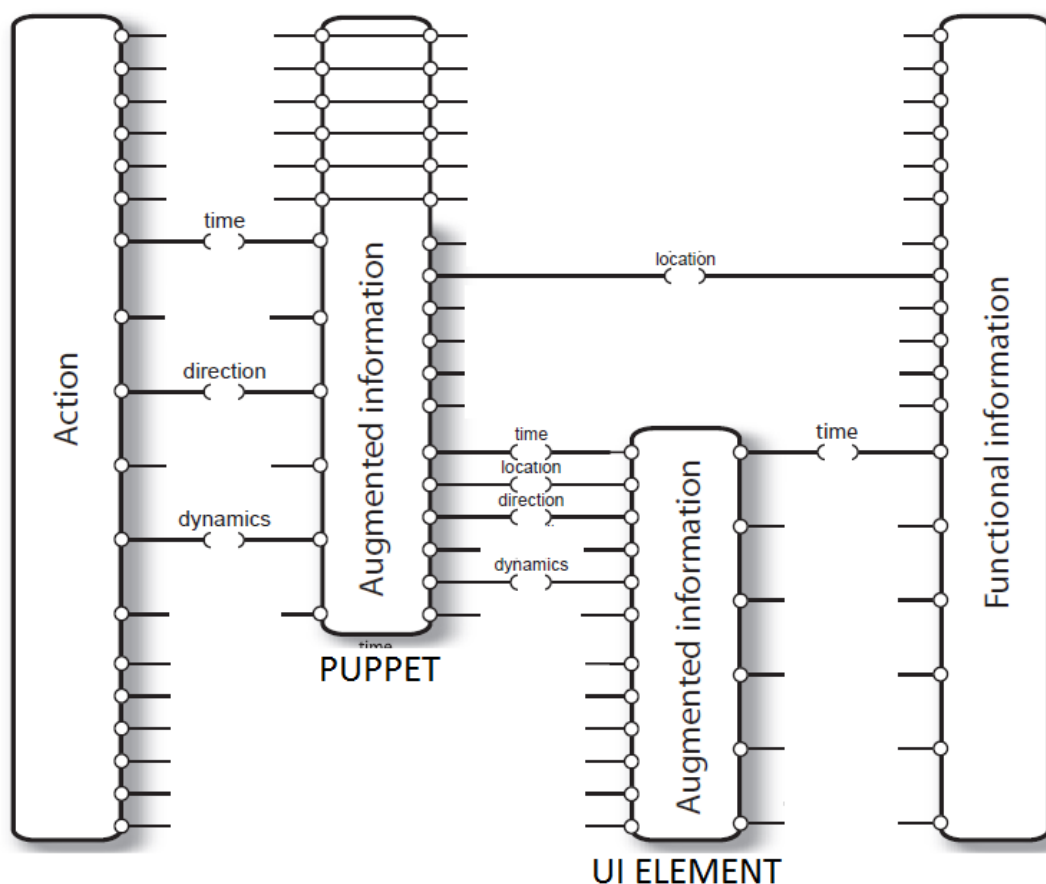 time
location
Action
Augmented information
Functional information
direction
time
time
location
direction
dynamics
dynamics
Augmented information
time
PUPPET
UI ELEMENT